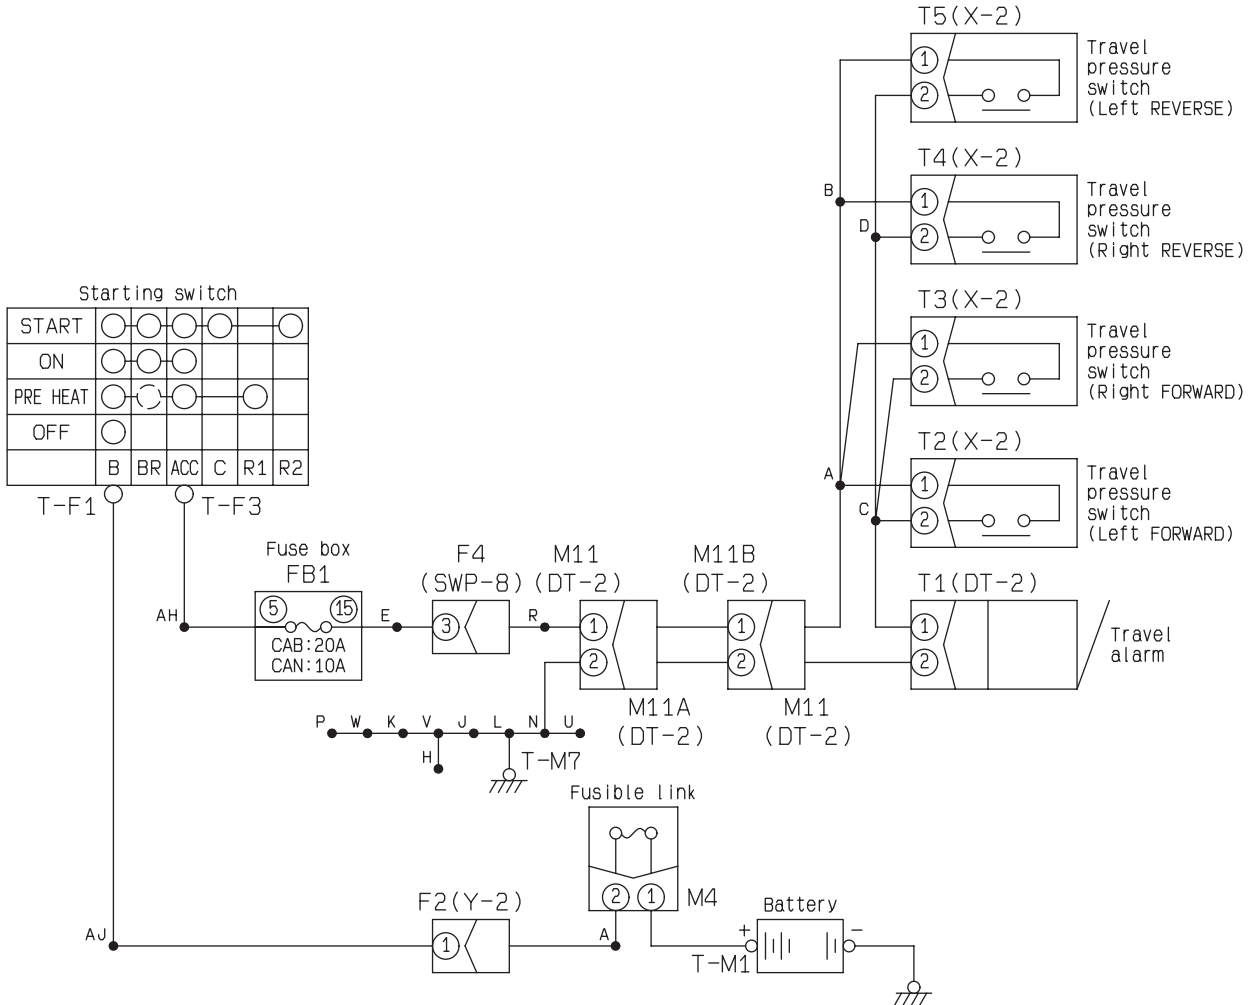 T5(X-2)
1
2
Travel
pressure
switch
(Left REVERSE)
T4(X-2)
B
D
1
2
Travel
pressure
switch
(Right REVERSE)
T3(X-2)
1
2
Travel
pressure
switch
(Right FORWARD)
T2(X-2)
A
C
1
2
Travel
pressure
switch
(Left FORWARD)
T1(DT-2)
1
2
Travel
alarm
Starting switch
START
ON
PRE HEAT
OFF
B BR ACC C R1 R2
T-F1
T-F3
Fuse box
FB1
AH
5 15
CAB:20A
CAN:10A
E
F4
(SWP-8)
3
R
M11
(DT-2)
1
2
M11A
(DT-2)
M11B
(DT-2)
1
2
M11
(DT-2)
P W K V J L N U
H
T-M7
Fusible link
2 1
M4
F2(Y-2)
AJ
1
A
Battery
+ -
T-M1